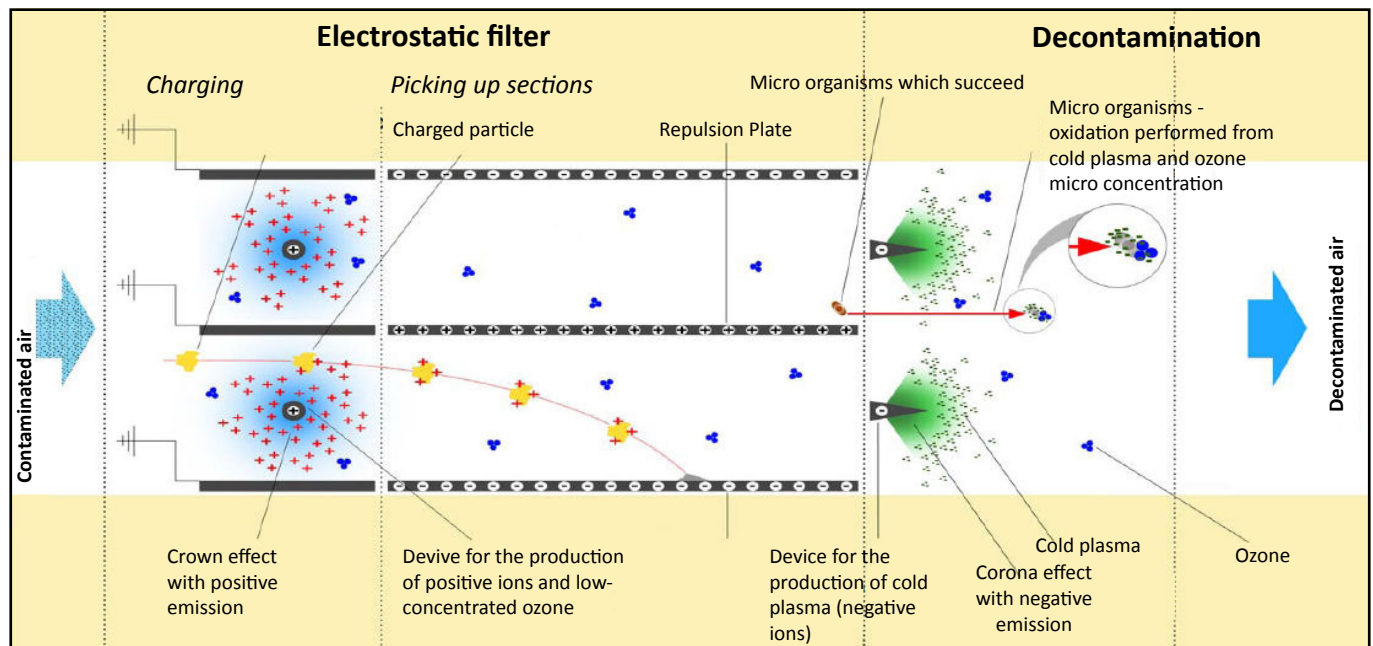 Electrostatic filter
Decontamination
Charging
Picking up sections
Micro organisms which succeed
Micro organisms -
oxidation performed from
cold plasma and ozone
micro concentration
Charged particle
Repulsion Plate
Contaminated air
Decontaminated air
Crown effect
with positive
emission
Devive for the production
of positive ions and low-
concentrated ozone
Device for the
production of cold
plasma (negative
ions)
Cold plasma
Corona effect
with negative
emission
Ozone